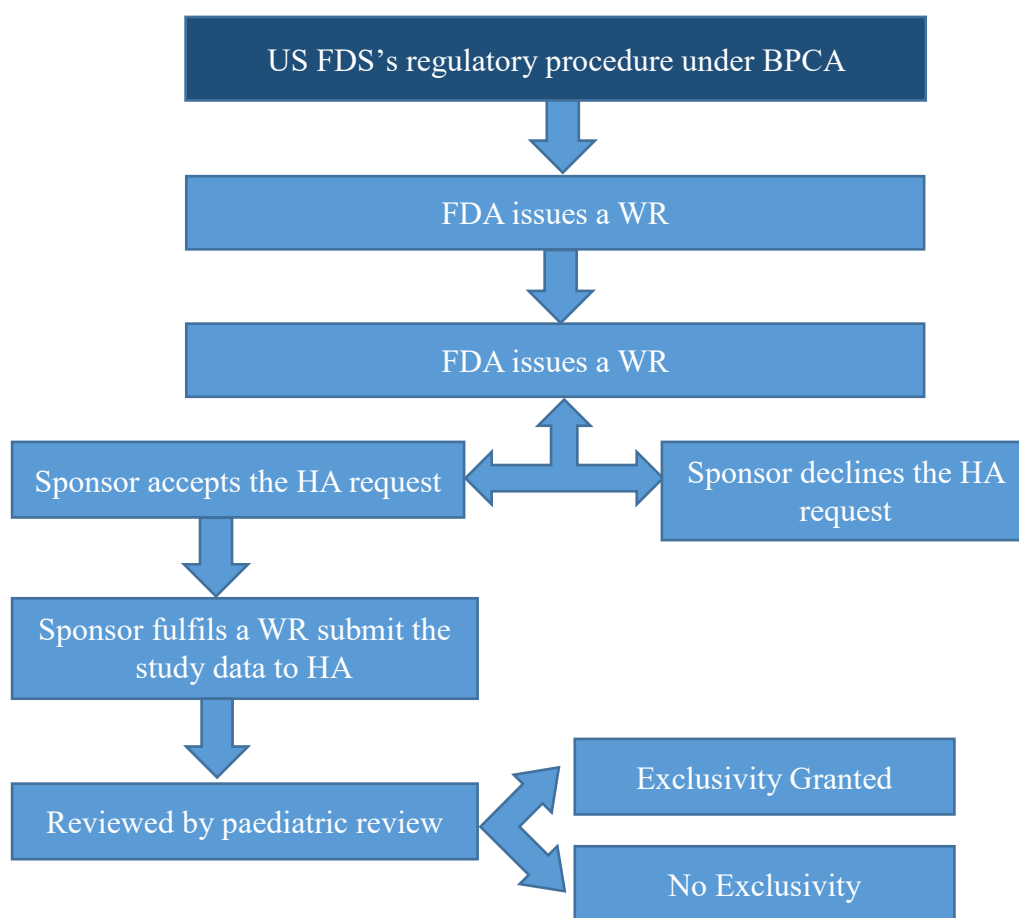 US FDS’s regulatory procedure under BPCA
FDA issues a WR
FDA issues a WR
Sponsor accepts the HA request
Sponsor declines the HA
request
Sponsor fulfils a WR submit the
study data to HA
Reviewed by paediatric review
Exclusivity Granted
No Exclusivity